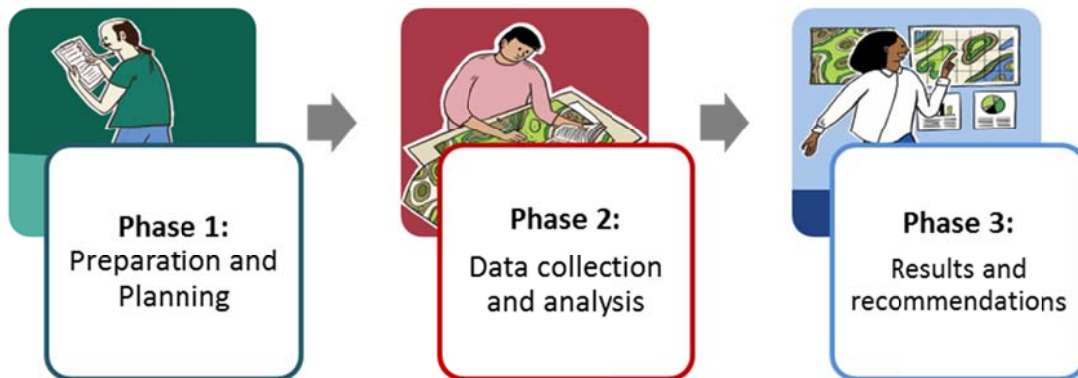 Phase 1:
Preparation and
Planning
Phase 2:
Data collection
and analysis
Phase 3:
Results and
recommendations